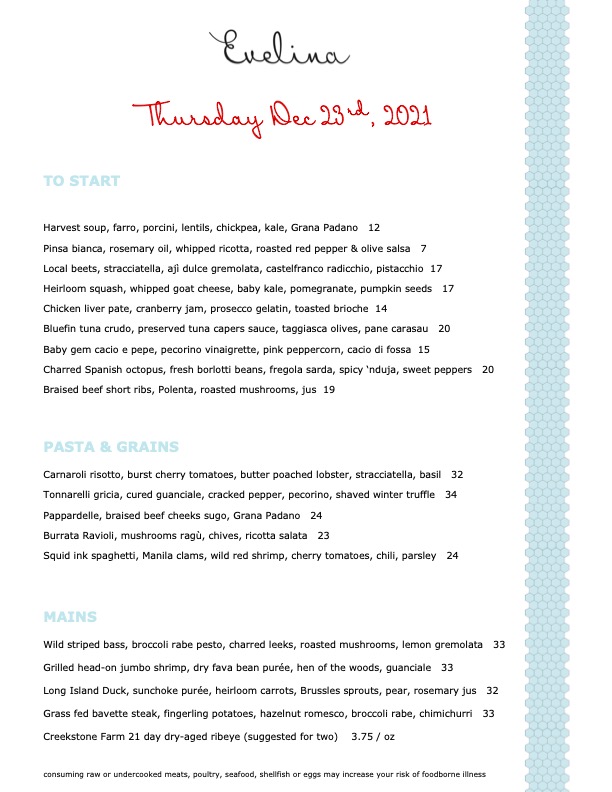 Evelina
Thursday Dec 23rd, 2021
TO START
Harvest soup, farro, porcini, lentils, chickpea, kale, Grana Padano 12
Pinsa bianca, rosemary oil, whipped ricotta, roasted red pepper & olive salsa 7
Local beets, stracciatella, ajì dulce gremolata, castelfranco radicchio, pistacchio 17
Heirloom squash, whipped goat cheese, baby kale, pomegranate, pumpkin seeds 17
Chicken liver pate, cranberry jam, prosecco gelatin, toasted brioche 14
Bluefin tuna crudo, preserved tuna capers sauce, taggiasca olives, pane carasau 20
Baby gem cacio e pepe, pecorino vinaigrette, pink peppercorn, cacio di fossa 15
Charred Spanish octopus, fresh borlotti beans, fregola sarda, spicy ‘nduja, sweet peppers 20
Braised beef short ribs, Polenta, roasted mushrooms, jus 19
PASTA & GRAINS
Carnaroli risotto, burst cherry tomatoes, butter poached lobster, stracciatella, basil 32
Tonnarelli gricia, cured guanciale, cracked pepper, pecorino, shaved winter truffle 34
Pappardelle, braised beef cheeks sugo, Grana Padano 24
Burrata Ravioli, mushrooms ragù, chives, ricotta salata 23
Squid ink spaghetti, Manila clams, wild red shrimp, cherry tomatoes, chili, parsley 24
MAINS
Wild striped bass, broccoli rabe pesto, charred leeks, roasted mushrooms, lemon gremolata 33
Grilled head-on jumbo shrimp, dry fava bean purée, hen of the woods, guanciale 33
Long Island Duck, sunchoke purée, heirloom carrots, Brussles sprouts, pear, rosemary jus 32
Grass fed bavette steak, fingerling potatoes, hazelnut romesco, broccoli rabe, chimichurri 33
Creekstone Farm 21 day dry-aged ribeye (suggested for two) 3.75 / oz
consuming raw or undercooked meats, poultry, seafood, shellfish or eggs may increase your risk of foodborne illness